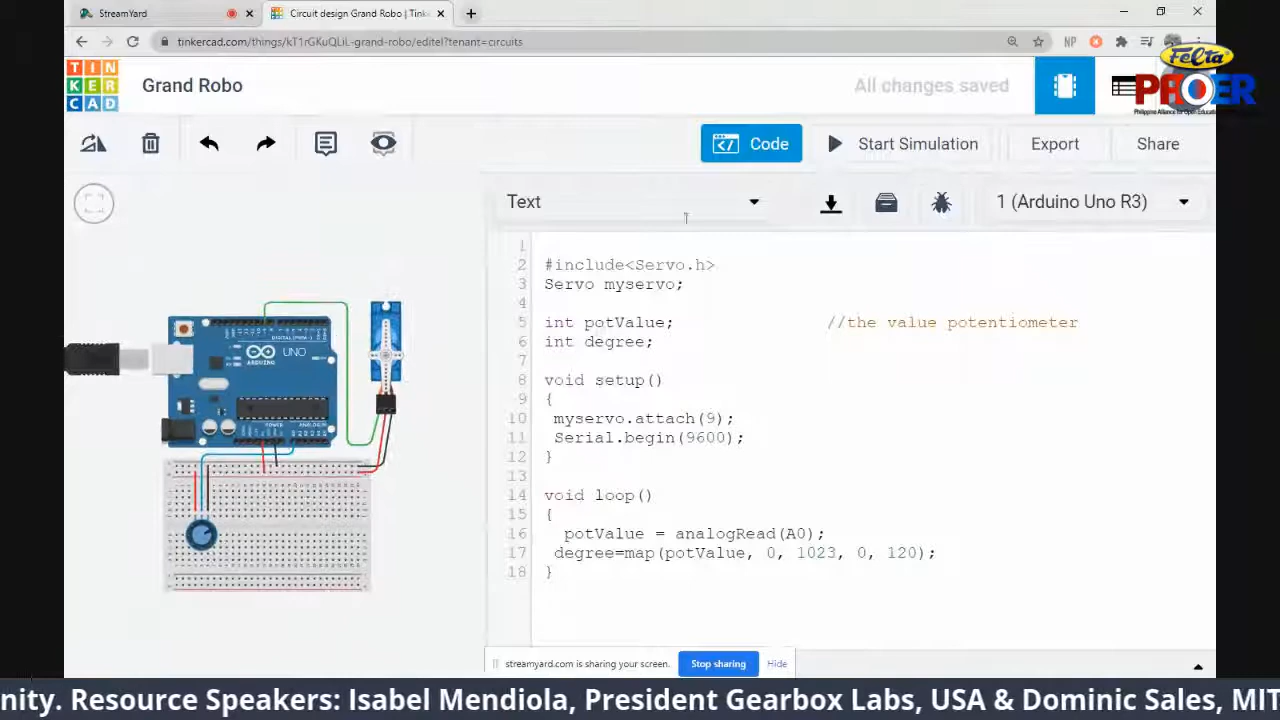 StreamYard
Circuit design Grand Robo | Tink
tinkercad.com/things/kT1rGKuQLiL-grand-robo/editel?tenant=circuits
NP
FELTA
PROER
TIN
KER
CAD
Grand Robo
All changes saved
Code
Start Simulation
Export
Share
Text
1 (Arduino Uno R3)
1
2 #include<Servo.h>
3 Servo myservo;
4
5 int potValue; //the value potentiometer
6 int degree;
7
8 void setup()
9 {
10 myservo.attach(9);
11 Serial.begin(9600);
12 }
13
14 void loop()
15 {
16 potValue = analogRead(A0);
17 degree=map(potValue, 0, 1023, 0, 120);
18 }
UNO
ARDUINO
streamyard.com is sharing your screen.
Stop sharing
Hide
nity. Resource Speakers: Isabel Mendiola, President Gearbox Labs, USA & Dominic Sales, MIT